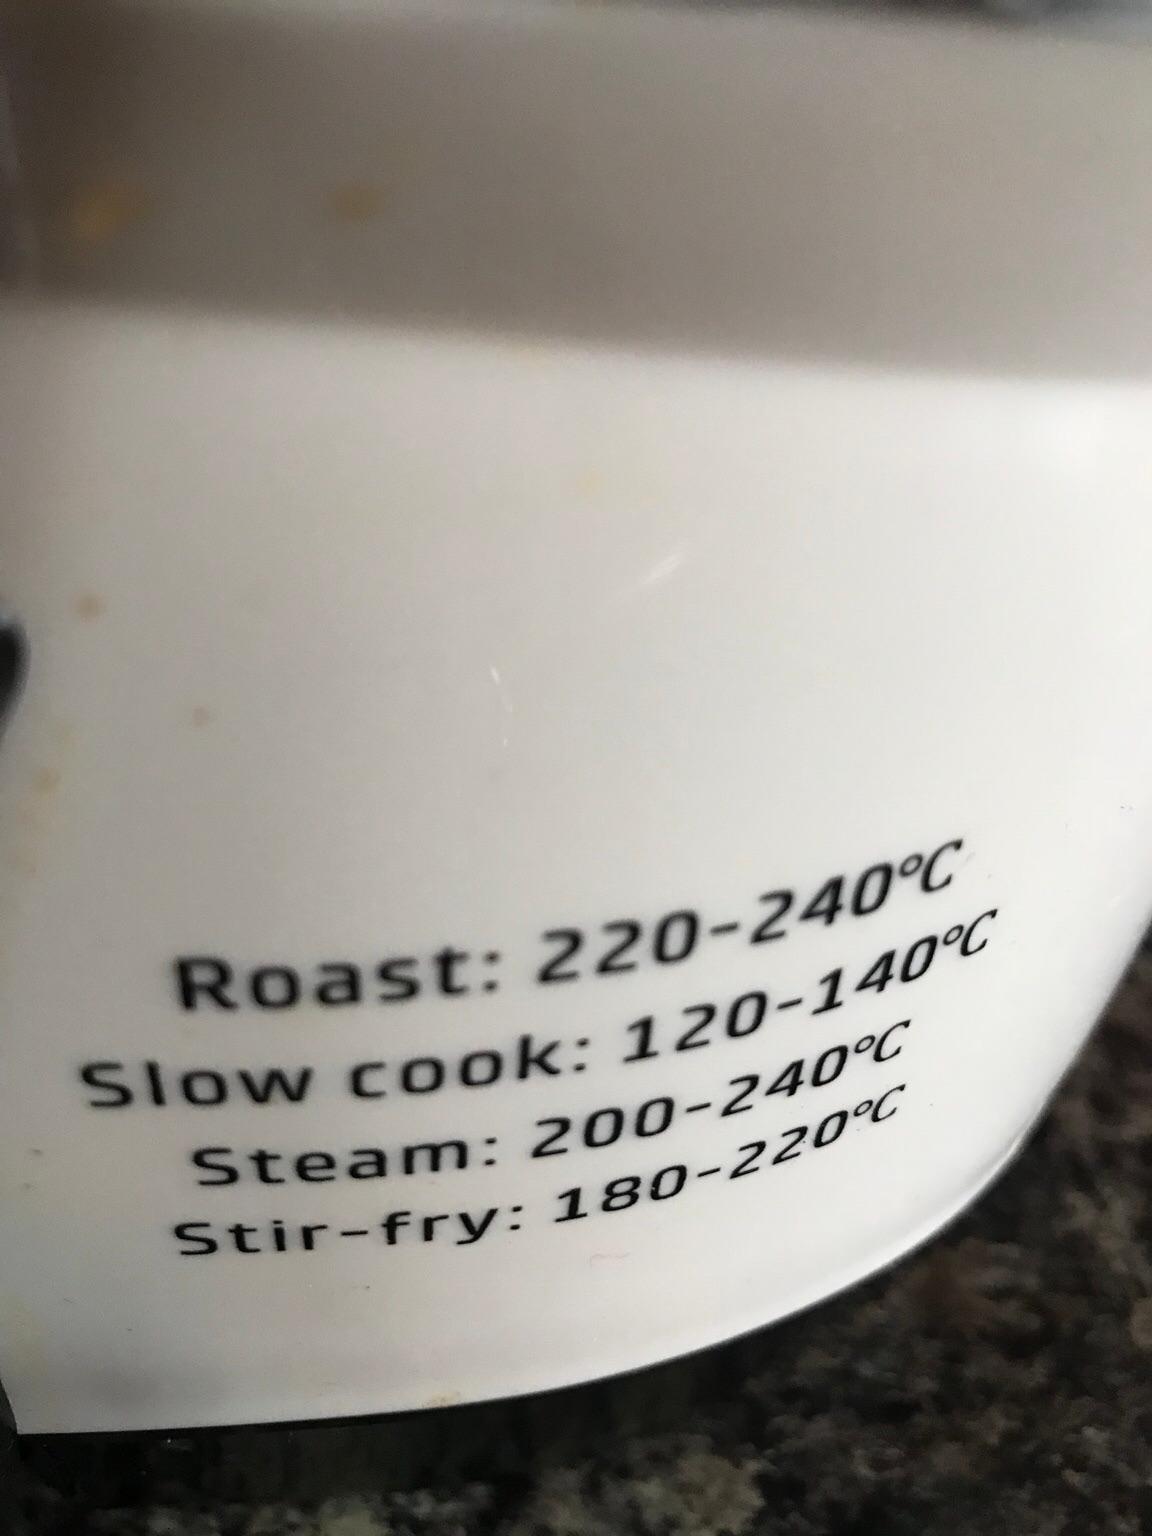 Roast: 220-240°C
Slow cook: 120-140°C
Steam: 200-240°C
Stir-fry: 180-220°C